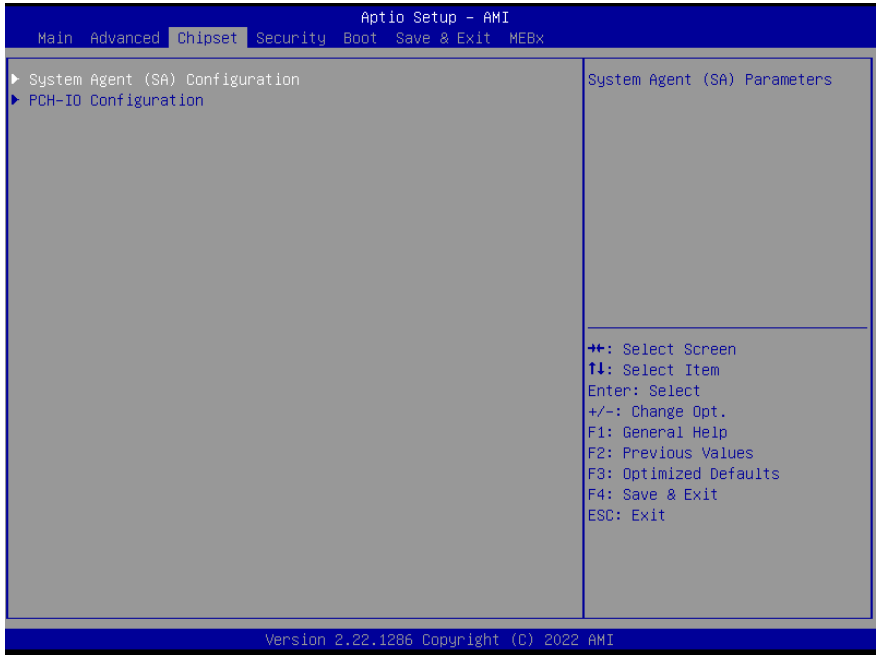 Aptio Setup – AMI
Main Advanced Chipset Security Boot Save & Exit MEBx
▶ System Agent (SA) Configuration
▶ PCH-IO Configuration
System Agent (SA) Parameters
→←: Select Screen
↑↓: Select Item
Enter: Select
+/-: Change Opt.
F1: General Help
F2: Previous Values
F3: Optimized Defaults
F4: Save & Exit
ESC: Exit
Version 2.22.1286 Copyright (C) 2022 AMI